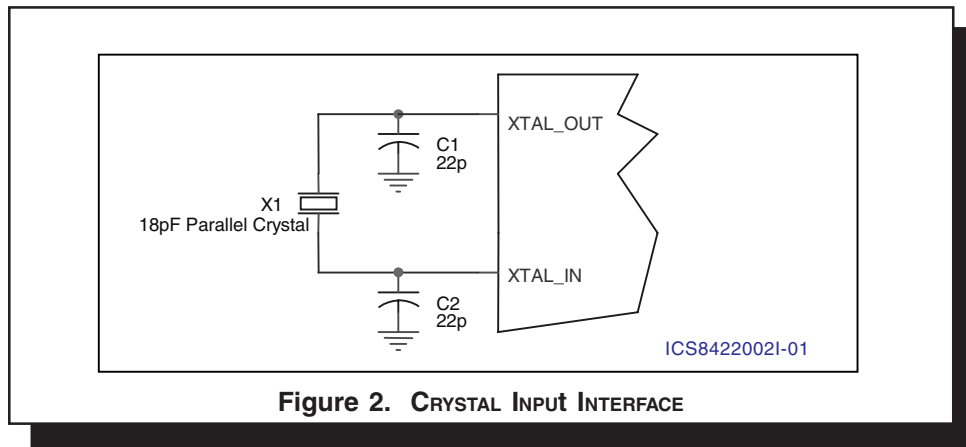 XTAL_OUT
C1
22p
X1
18pF Parallel Crystal
XTAL_IN
C2
22p
ICS8422002I-01
Figure 2. CRYSTAL INPUt INTERFACE